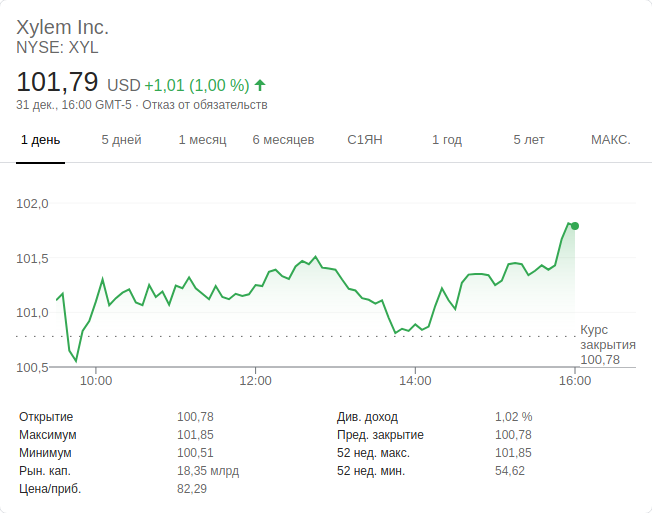 Xylem Inc.
NYSE: XYL
101,79 USD +1,01 (1,00 %)
31 дек., 16:00 GMT-5 · Отказ от обязательств
1 день 5 дней 1 месяц 6 месяцев С1ЯН 1 год 5 лет МАКС.
102,0
101,5
101,0
100,5
Курс
закрытия
100,78
10:00 12:00 14:00 16:00
Открытие 100,78 Див. доход 1,02 %
Максимум 101,85 Пред. закрытие 100,78
Минимум 100,51 52 нед. макс. 101,85
Рын. кап. 18,35 млрд 52 нед. мин. 54,62
Цена/приб. 82,29